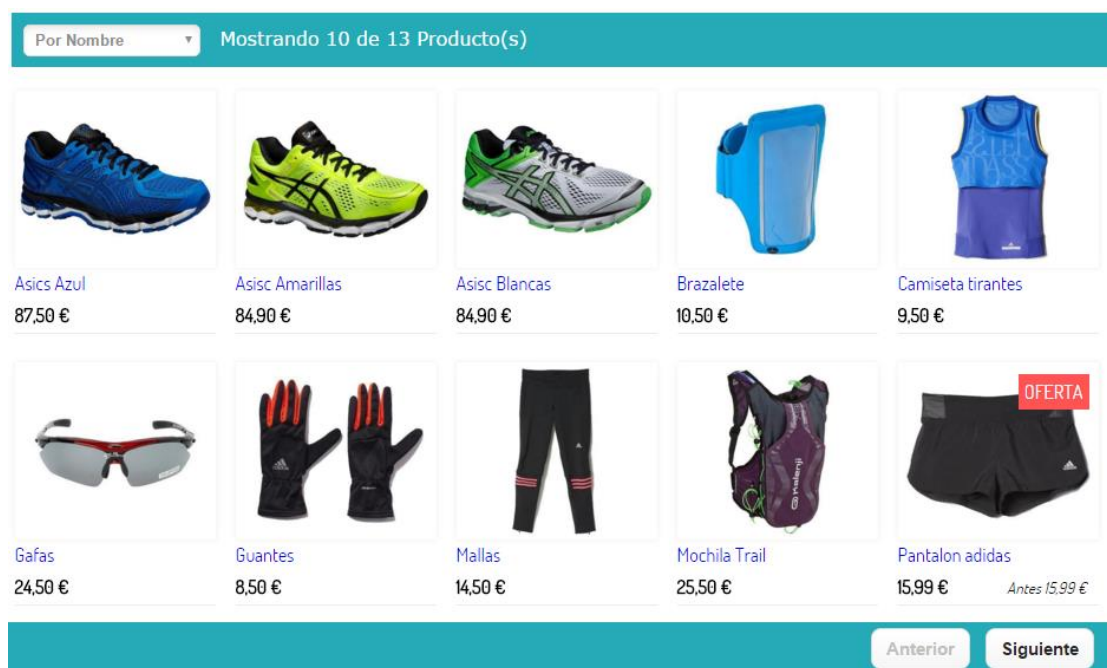 Por Nombre
Mostrando 10 de 13 Producto(s)
Asics Azul
87,50 €
Asisc Amarillas
84,90 €
Asisc Blancas
84,90 €
Brazalete
10,50 €
Camiseta tirantes
9,50 €
OFERTA
Gafas
24,50 €
Guantes
8,50 €
Mallas
14,50 €
kalenji
Mochila Trail
25,50 €
Pantalon adidas
15,99 € Antes 15,99 €
Anterior
Siguiente